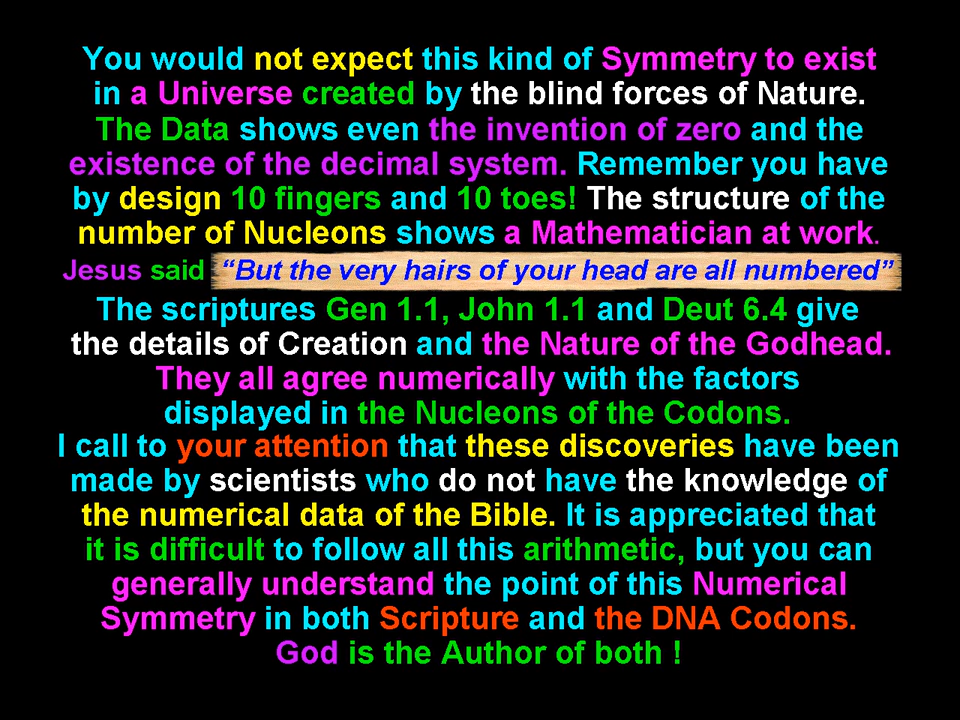 You would not expect this kind of Symmetry to exist
in a Universe created by the blind forces of Nature.
The Data shows even the invention of zero and the
existence of the decimal system. Remember you have
by design 10 fingers and 10 toes! The structure of the
number of Nucleons shows a Mathematician at work.
Jesus said “But the very hairs of your head are all numbered”
The scriptures Gen 1.1, John 1.1 and Deut 6.4 give
the details of Creation and the Nature of the Godhead.
They all agree numerically with the factors
displayed in the Nucleons of the Codons.
I call to your attention that these discoveries have been
made by scientists who do not have the knowledge of
the numerical data of the Bible. It is appreciated that
it is difficult to follow all this arithmetic, but you can
generally understand the point of this Numerical
Symmetry in both Scripture and the DNA Codons.
God is the Author of both !